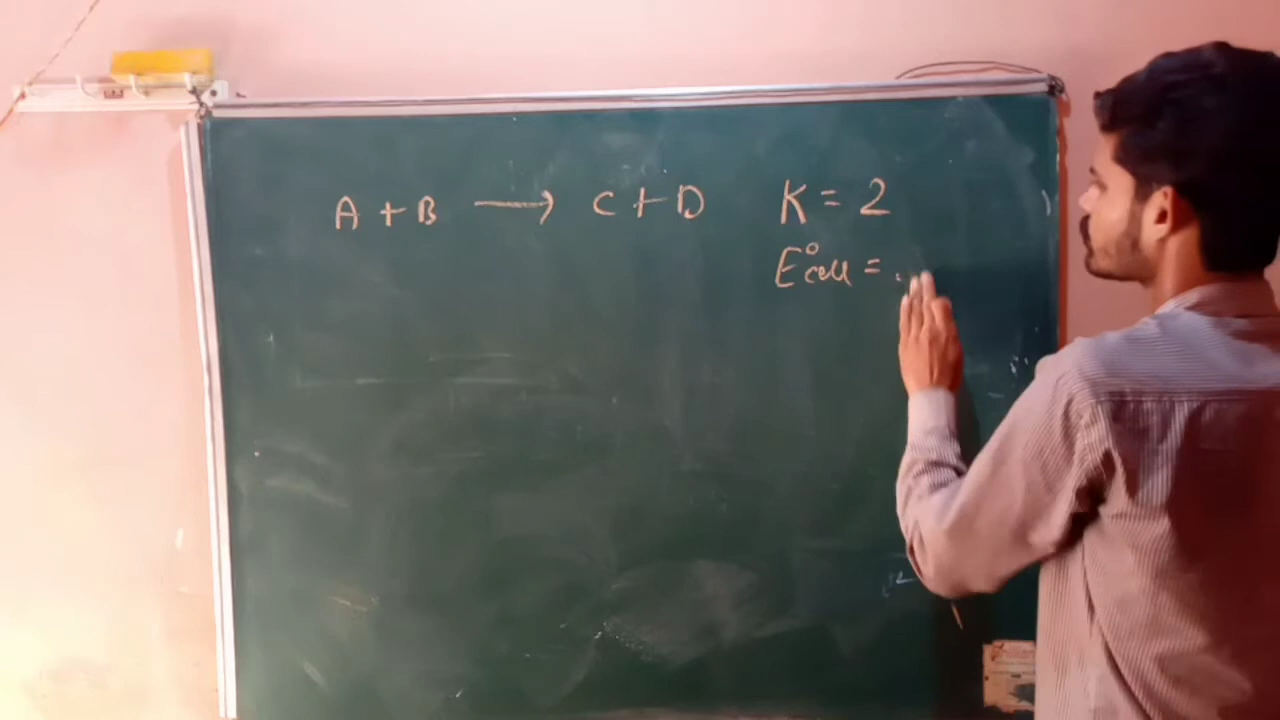 A + B ⟶ C + D K = 2
E°cell = .